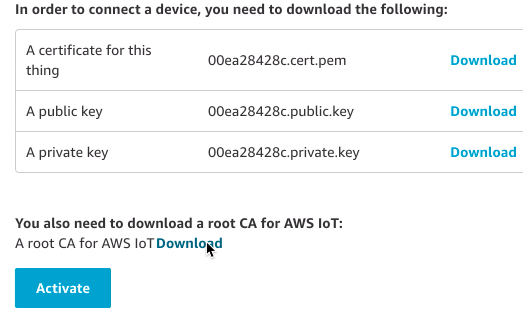 In order to connect a device, you need to download the following:
A certificate for this
thing
00ea28428c.cert.pem
Download
A public key
00ea28428c.public.key
Download
A private key
00ea28428c.private.key
Download
You also need to download a root CA for AWS IoT:
A root CA for AWS IoT Download
Activate